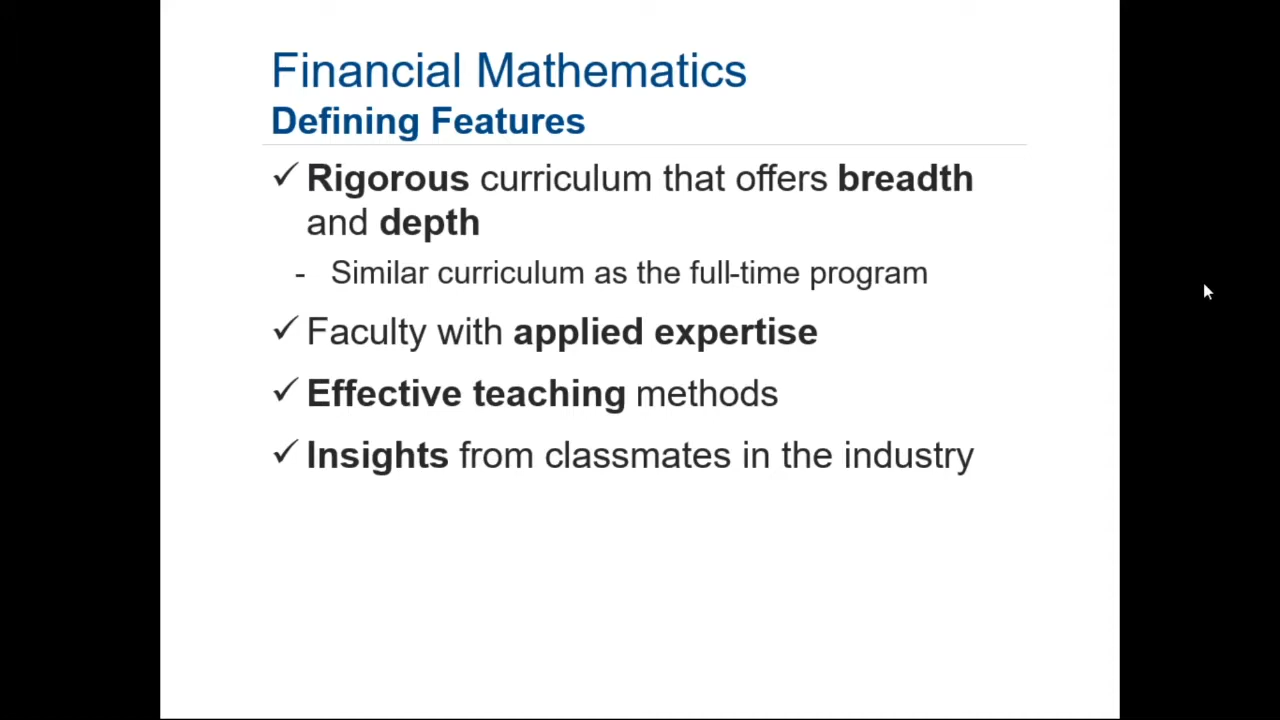 Financial Mathematics
Defining Features
✓ Rigorous curriculum that offers breadth
and depth
- Similar curriculum as the full-time program
✓ Faculty with applied expertise
✓ Effective teaching methods
✓ Insights from classmates in the industry